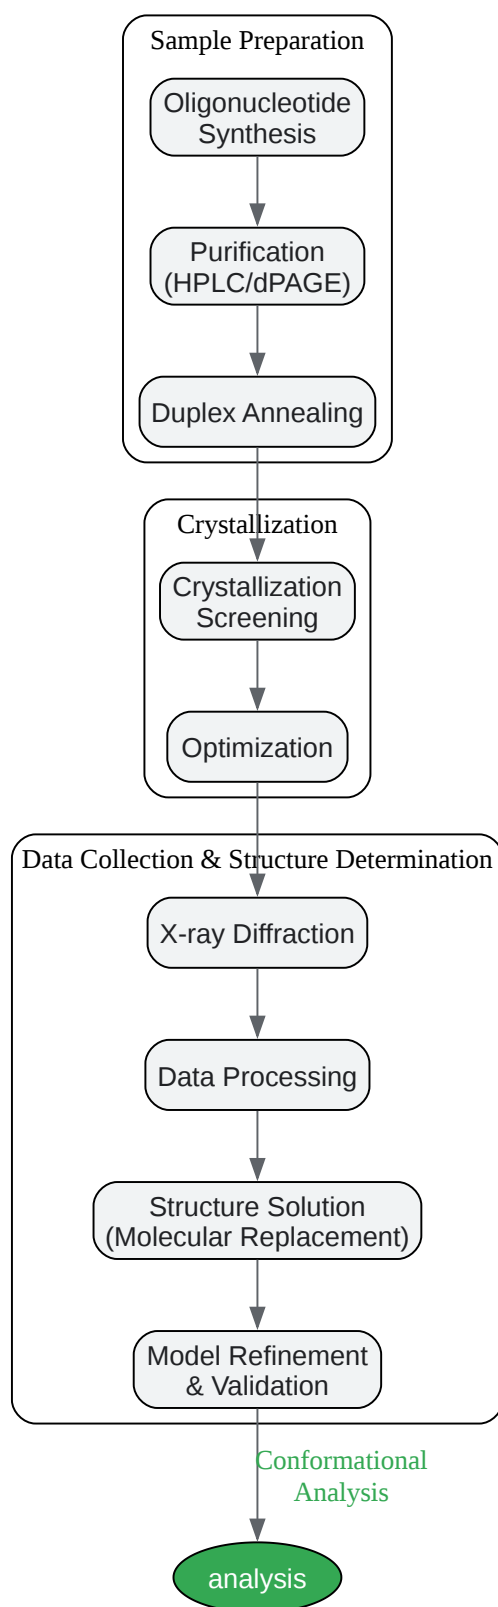 Sample Preparation
Oligonucleotide
Synthesis
Purification
(HPLC/dPAGE)
Duplex Annealing
Crystallization
Crystallization
Screening
Optimization
Data Collection & Structure Determination
X-ray Diffraction
Data Processing
Structure Solution
(Molecular Replacement)
Model Refinement
& Validation
Conformational
Analysis
analysis